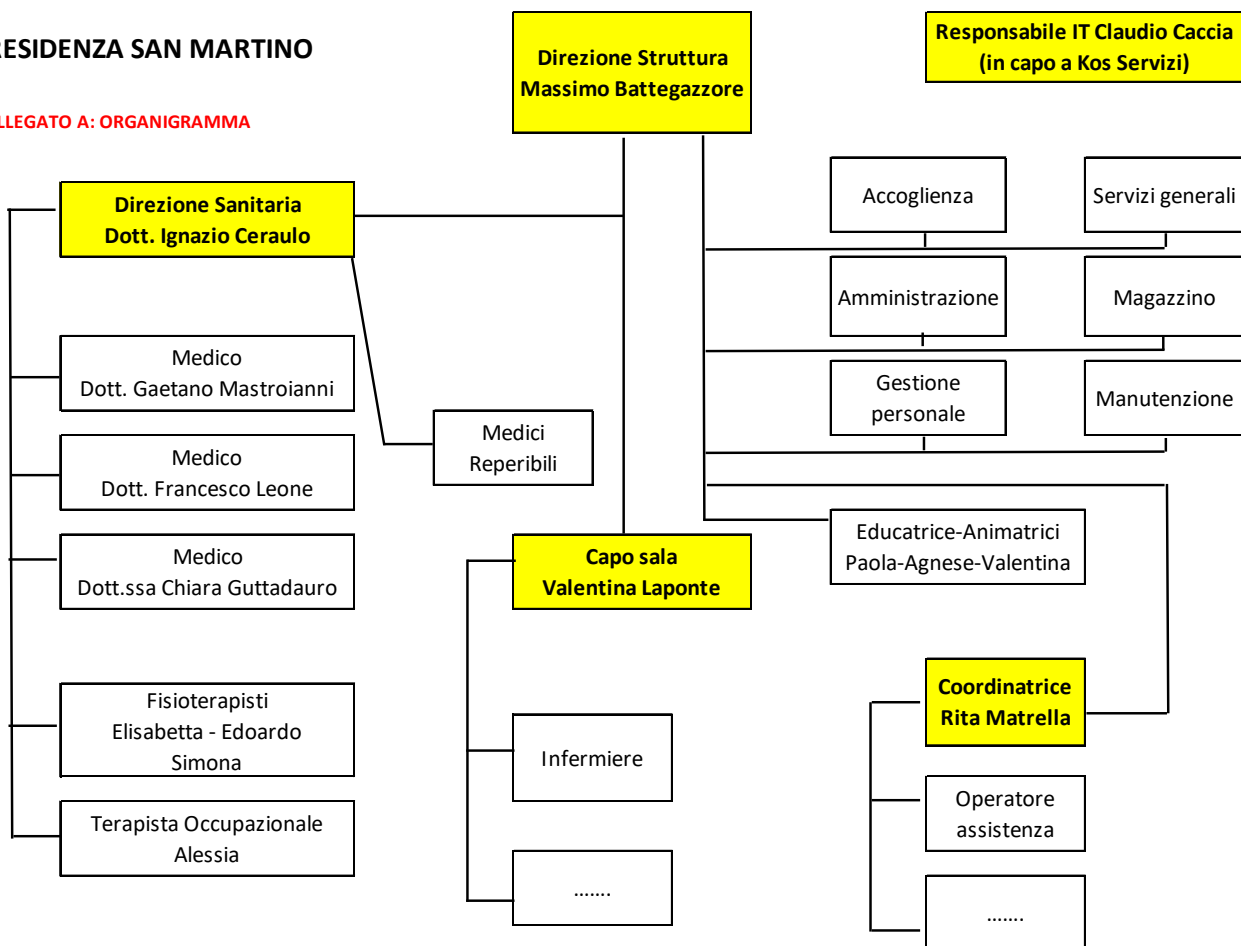 RESIDENZA SAN MARTINO
LLEGATO A: ORGANIGRAMMA
Direzione Struttura
Massimo Battegazzore
Responsabile IT Claudio Caccia
(in capo a Kos Servizi)
Direzione Sanitaria
Dott. Ignazio Ceraulo
Accoglienza
Servizi generali
Amministrazione
Magazzino
Medico
Dott. Gaetano Mastroianni
Gestione
personale
Manutenzione
Medici
Reperibili
Medico
Dott. Francesco Leone
Educatrice-Animatrici
Paola-Agnese-Valentina
Medico
Dott.ssa Chiara Guttadauro
Capo sala
Valentina Laponte
Coordinatrice
Rita Matrella
Fisioterapisti
Elisabetta - Edoardo
Simona
Infermiere
Operatore
assistenza
Terapista Occupazionale
Alessia
.......
.......